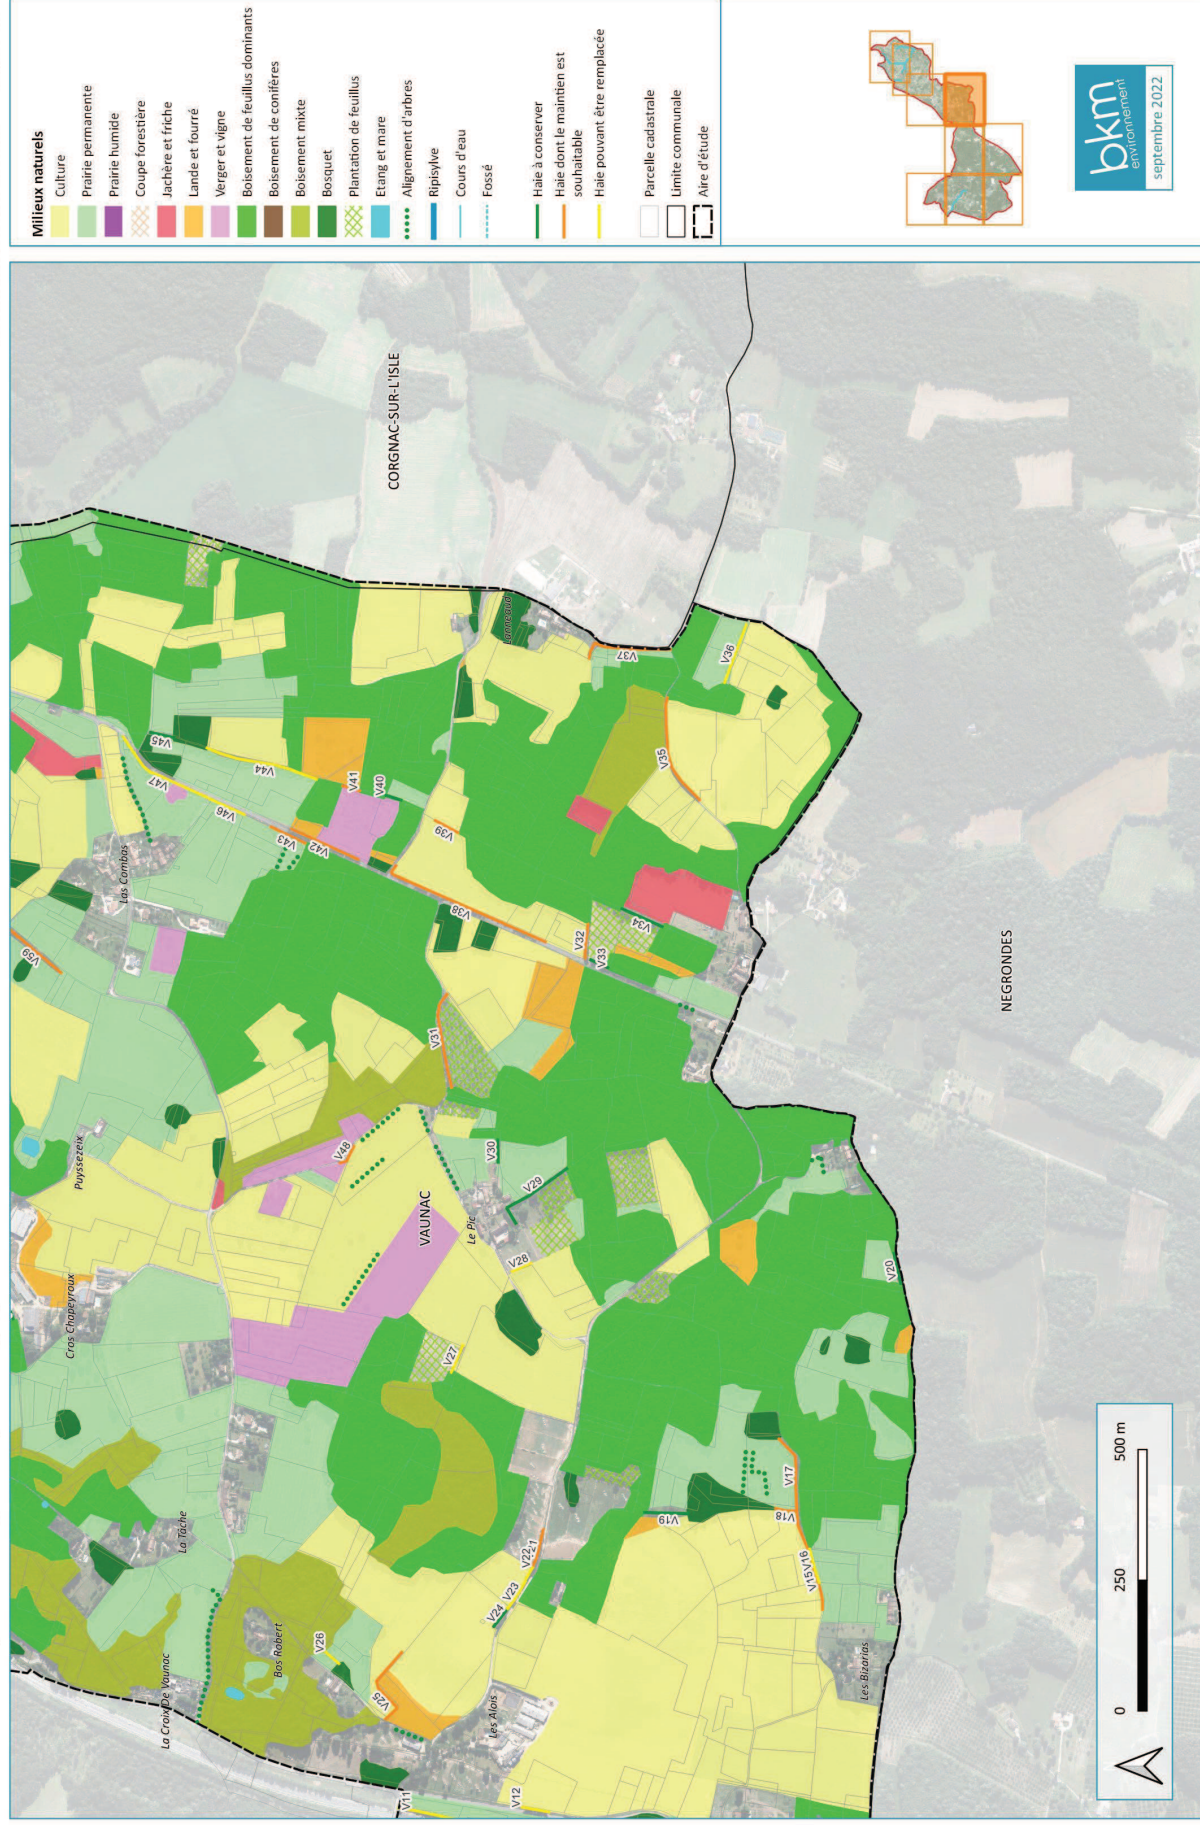 Milieux naturels
Culture
Prairie permanente
Prairie humide
Coupe forestière
Jachère et friche
Lande et fourré
Verger et vigne
Boisement de feuillus dominants
Boisement de conifères
Boisement mixte
Bosquet
Plantation de feuillus
Etang et mare
Alignement d'arbres
Ripisylve
Cours d'eau
Fossé
Haie à conserver
Haie dont le maintien est
souhaitable
Haie pouvant être remplacée
Parcelle cadastrale
Limite communale
Aire d'étude
bkm
environnement
septembre 2022
CORGNAC-SUR-L'ISLE
NEGRONDES
VAUNAC
Lanneaud
Las Combas
Puyssezeix
Cros Chapeyroux
Le Pic
La Tâche
La Croix De Vaunac
Bos Robert
Les Alois
Les Bizarias
V59
V47
V45
V44
V46
V43
V42
V41
V40
V39
V38
V37
V36
V35
V34
V33
V32
V31
V48
V30
V29
V28
V27
V20
V19
V18
V17
V16
V15
V22
V23
V24
V25
V26
V11
V12
0
250
500 m